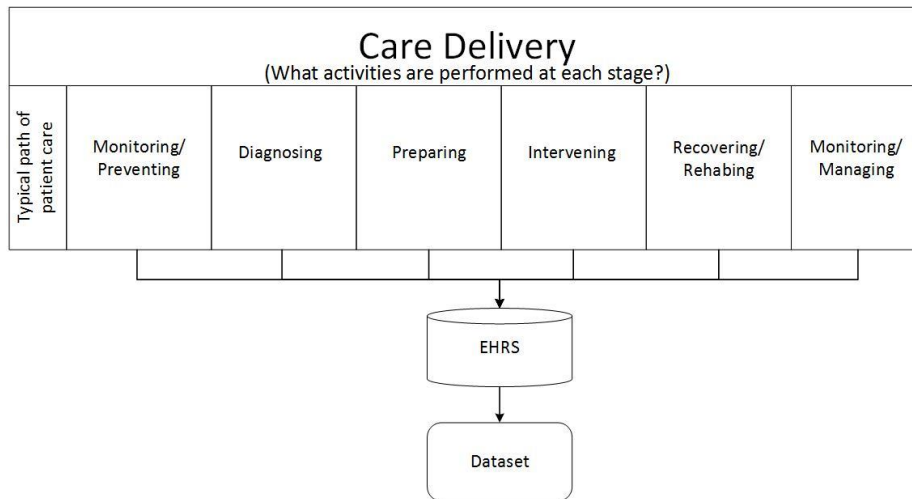 Care Delivery
(What activities are performed at each stage?)
Typical path of
patient care
Monitoring/
Preventing
Diagnosing
Preparing
Intervening
Recovering/
Rehabing
Monitoring/
Managing
EHRS
Dataset